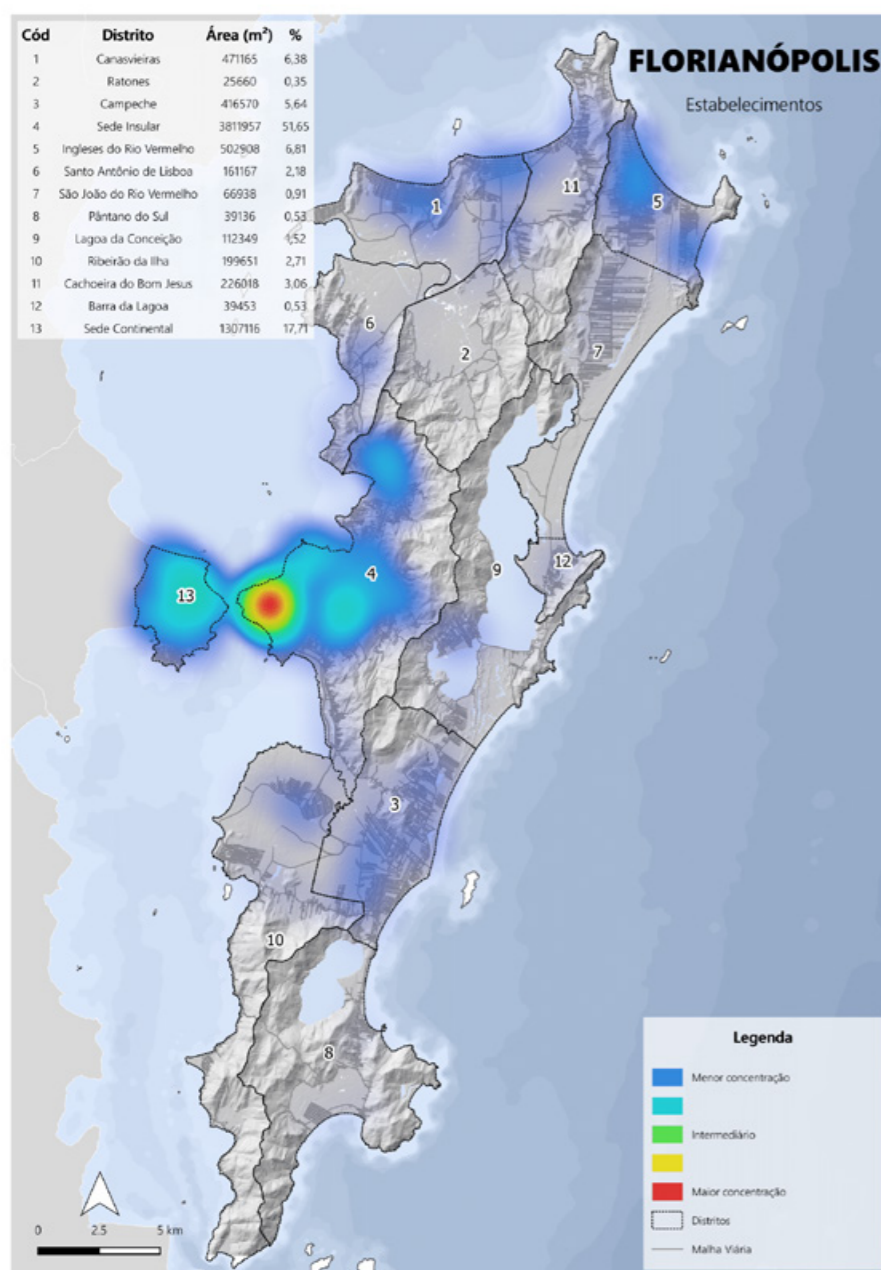 Cód Distrito Área (m²) %
1 Canasvieiras 471165 6,38
2 Ratones 25660 0,35
3 Campeche 416570 5,64
4 Sede Insular 3811957 51,65
5 Ingleses do Rio Vermelho 502908 6,81
6 Santo Antônio de Lisboa 161167 2,18
7 São João do Rio Vermelho 66938 0,91
8 Pântano do Sul 39136 0,53
9 Lagoa da Conceição 112349 1,52
10 Ribeirão da Ilha 199651 2,71
11 Cachoeira do Bom Jesus 226018 3,06
12 Barra da Lagoa 39453 0,53
13 Sede Continental 1307116 17,71
FLORIANÓPOLIS
Estabelecimentos
11
1
5
6
2
7
12
9
4
13
3
10
8
Legenda
Menor concentração
Intermediário
Maior concentração
Distritos
Malha Viária
0 2.5 5 km